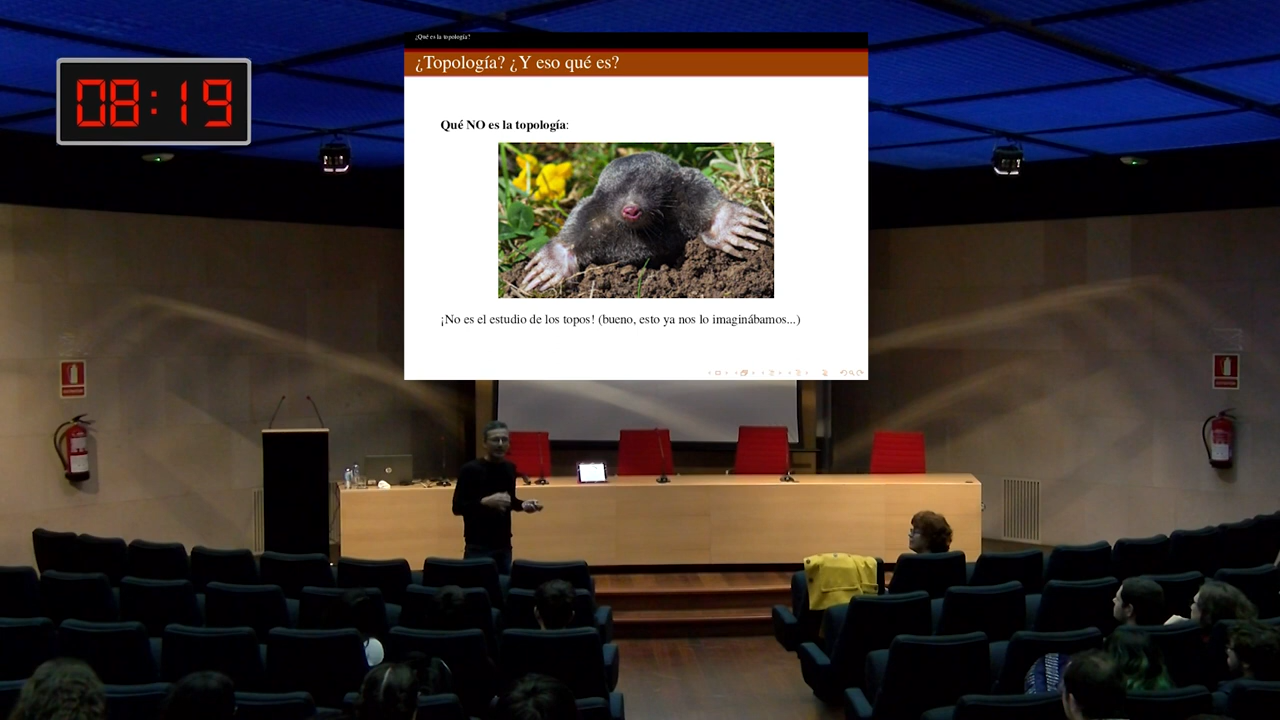 ¿Qué es la topología?
¿Topología? ¿Y eso qué es?
08:19
Qué NO es la topología:
¡No es el estudio de los topos! (bueno, esto ya nos lo imaginábamos...)